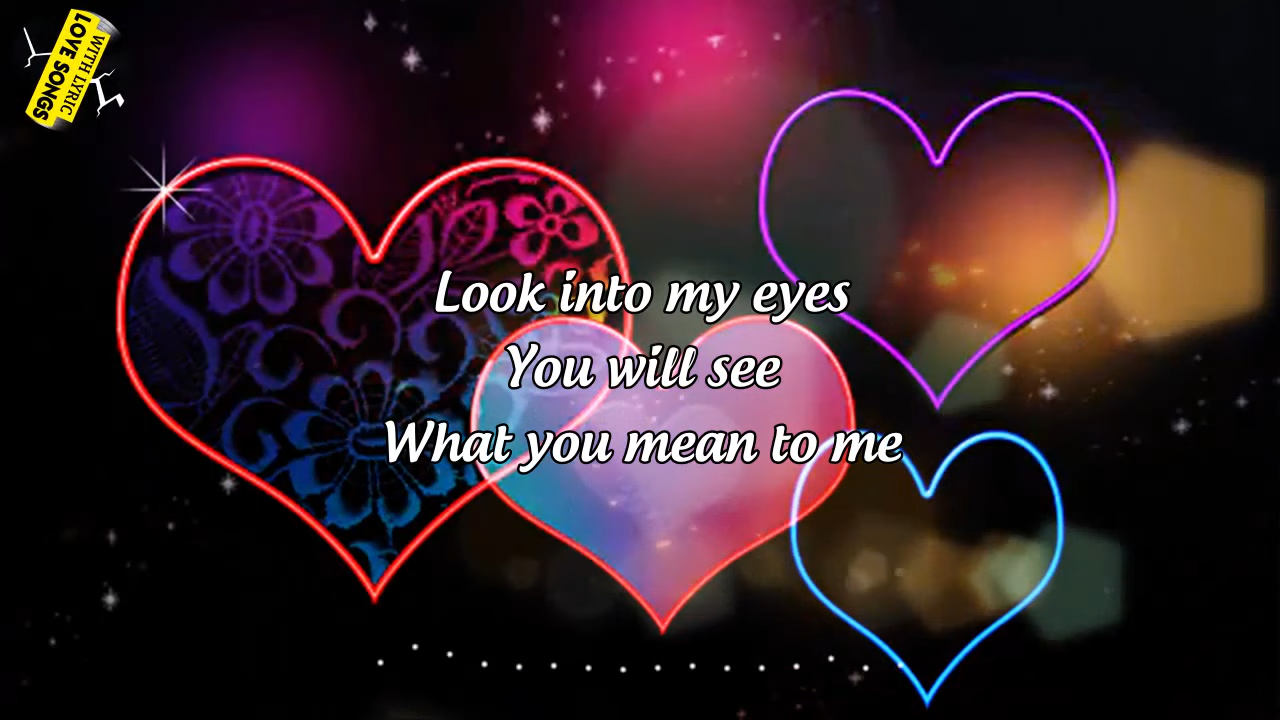 LOVE SONGS
WITH LYRIC
Look into my eyes
You will see
What you mean to me